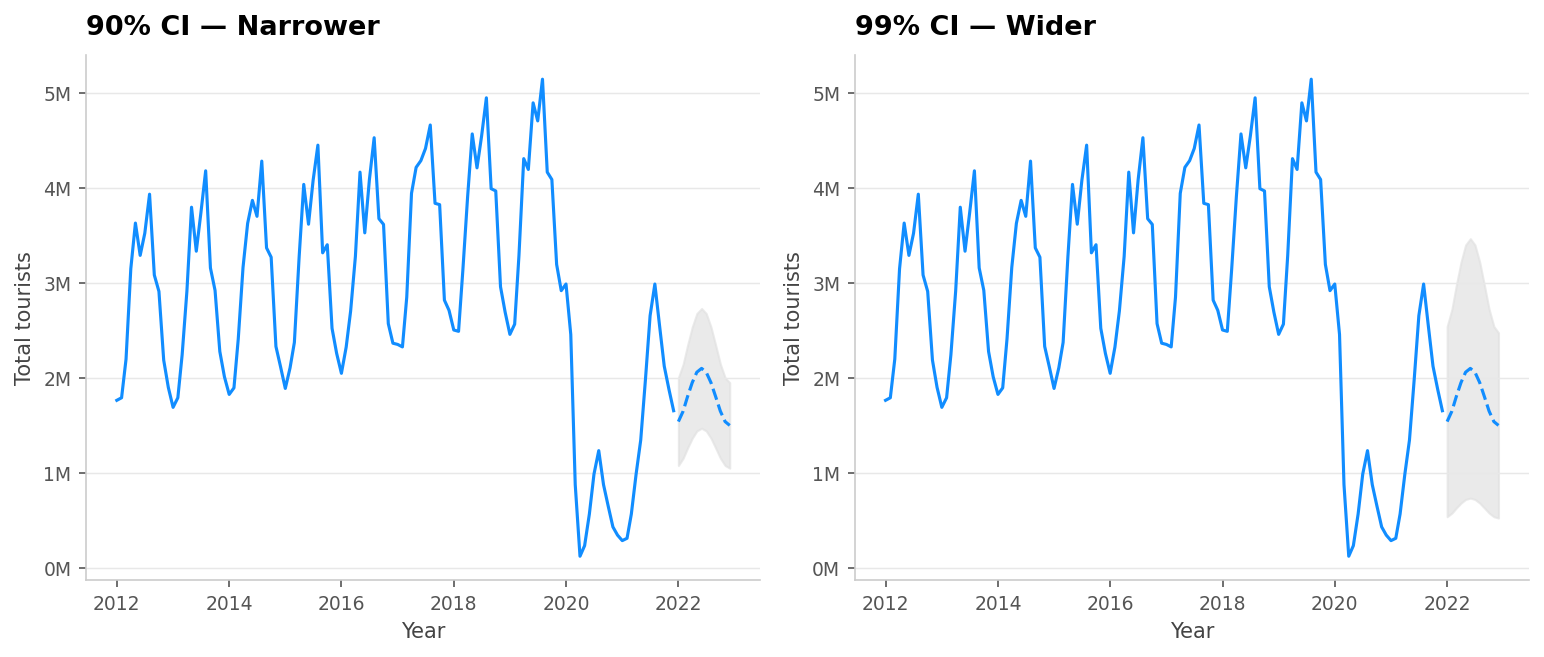 90% CI — Narrower
5M
4M
3M
2M
1M
0M
Total tourists
2012 2014 2016 2018 2020 2022
Year
99% CI — Wider
5M
4M
3M
2M
1M
0M
Total tourists
2012 2014 2016 2018 2020 2022
Year